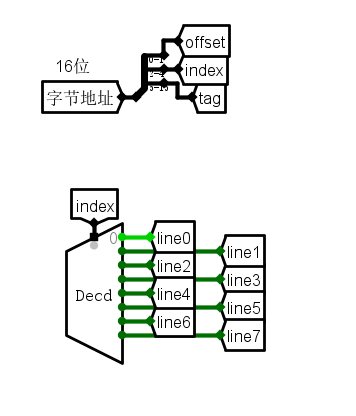 offset
16位
index
字节地址
tag
index
0
line0
line1
line2
Decd
line3
line4
line5
line6
line7